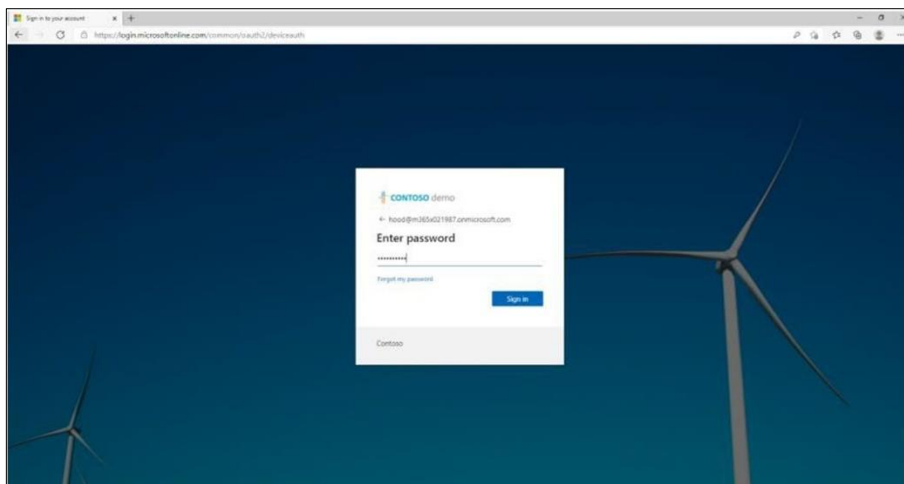 Sign in to your account
https://login.microsoftonline.com/common/oauth2/deviceauth
CONTOSO demo
hood@m365x021987.onmicrosoft.com
Enter password
Forgot my password
Sign in
Contoso